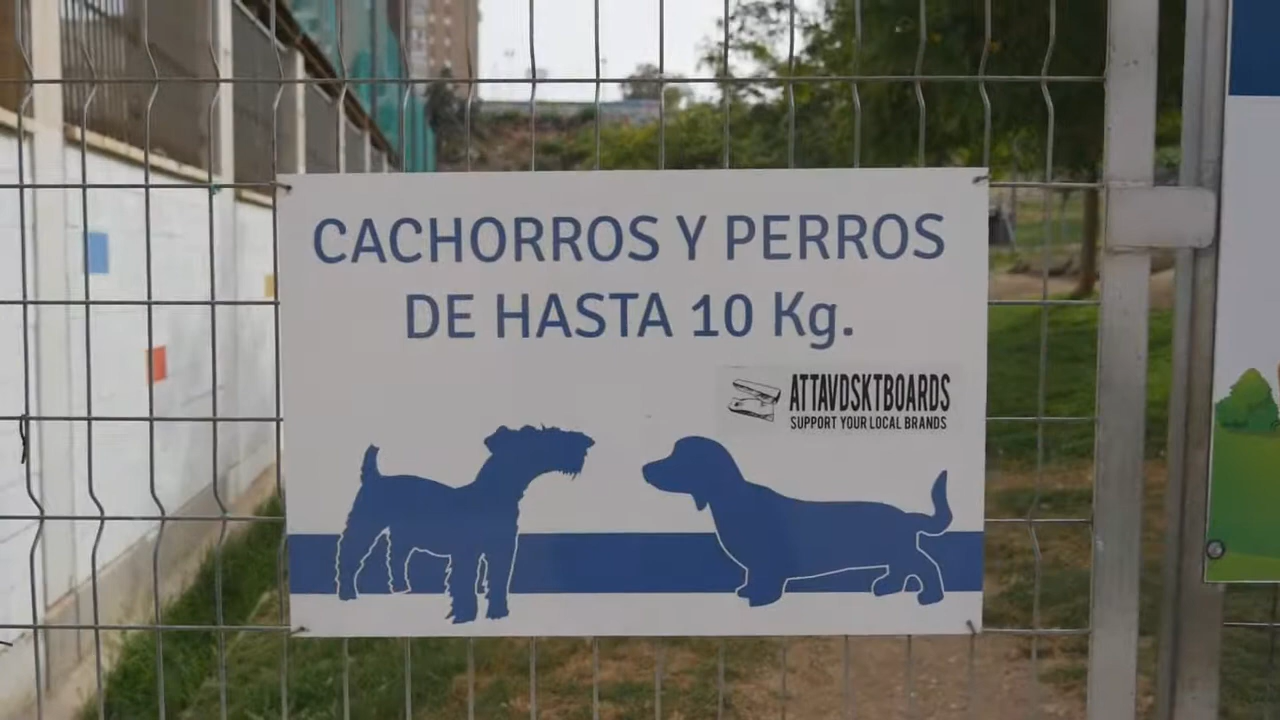 CACHORROS Y PERROS
DE HASTA 10 Kg.
ATTAVDSKTBOARDS
SUPPORT YOUR LOCAL BRANDS